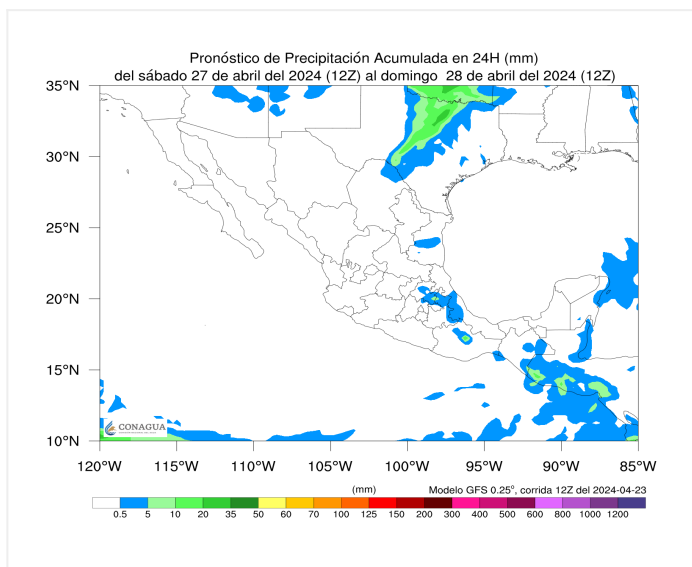 Pronóstico de Precipitación Acumulada en 24H (mm)
del sábado 27 de abril del 2024 (12Z) al domingo 28 de abril del 2024 (12Z)
35°N
30°N
25°N
20°N
15°N
10°N
CONAGUA
120°W 115°W 110°W 105°W 100°W 95°W 90°W 85°W
(mm) Modelo GFS 0.25°, corrida 12Z del 2024-04-23
0.5 5 10 20 35 50 60 70 100 125 150 200 300 400 500 600 800 1000 1200